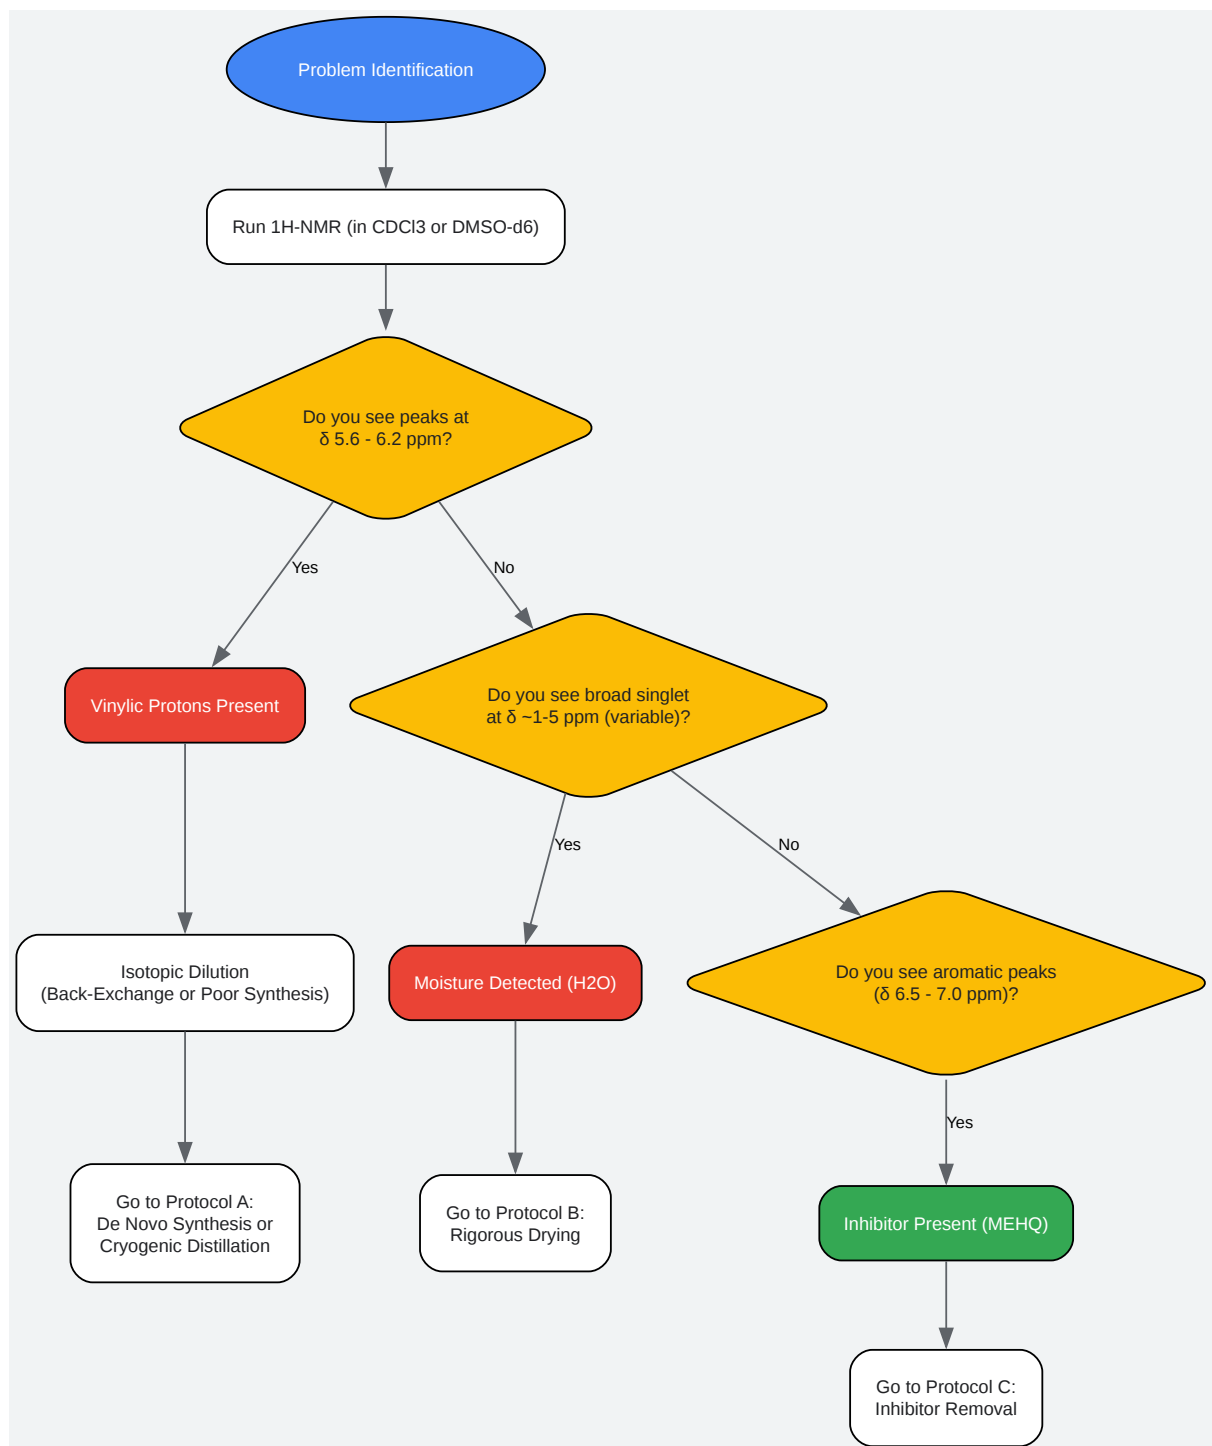 Problem Identification
Run 1H-NMR (in CDCl3 or DMSO-d6)
Do you see peaks at
δ 5.6 - 6.2 ppm?
Yes
No
Vinylic Protons Present
Do you see broad singlet
at δ ~1-5 ppm (variable)?
Yes
No
Isotopic Dilution
(Back-Exchange or Poor Synthesis)
Moisture Detected (H2O)
Do you see aromatic peaks
(δ 6.5 - 7.0 ppm)?
Yes
Go to Protocol A:
De Novo Synthesis or
Cryogenic Distillation
Go to Protocol B:
Rigorous Drying
Inhibitor Present (MEHQ)
Go to Protocol C:
Inhibitor Removal